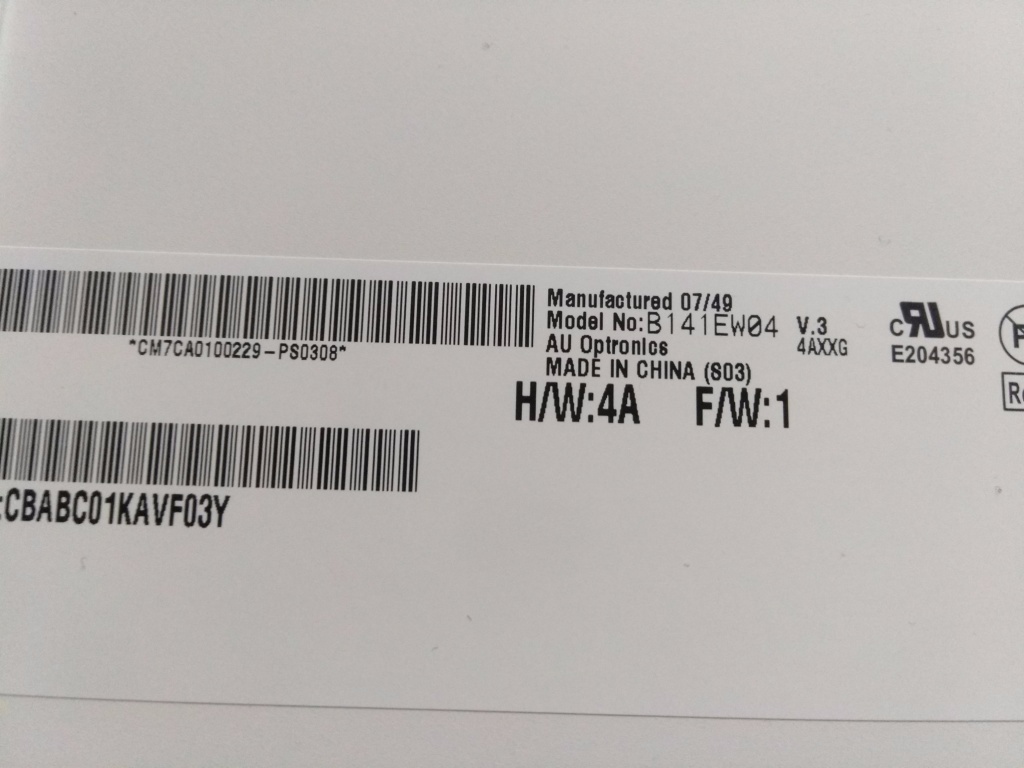 *CM7CA0100229-PS0308*
Manufactured 07/49
Model No:B141EW04 V.3
AU Optronics 4AXXG
MADE IN CHINA (S03)
H/W:4A F/W:1
C RU US
E204356
:CBABC01KAVF03Y